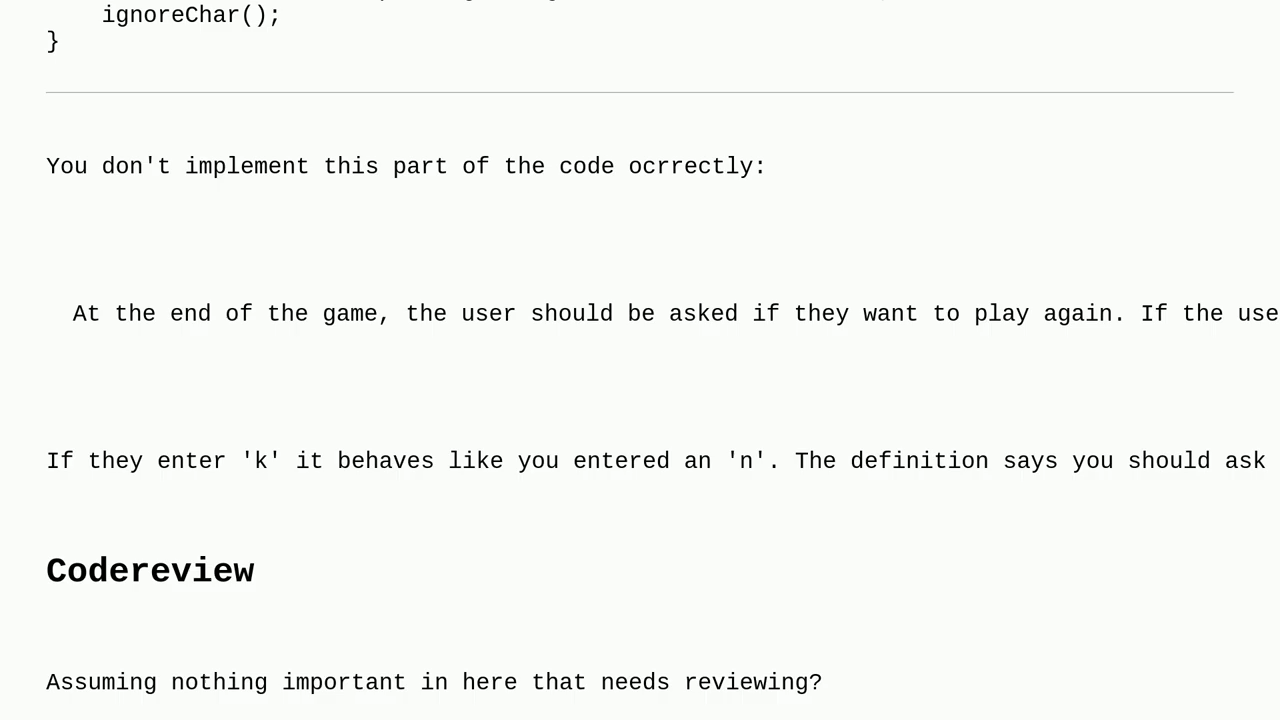 ignoreChar();
}
You don't implement this part of the code ocrrectly:
At the end of the game, the user should be asked if they want to play again. If the use
If they enter 'k' it behaves like you entered an 'n'. The definition says you should ask
Codereview
Assuming nothing important in here that needs reviewing?